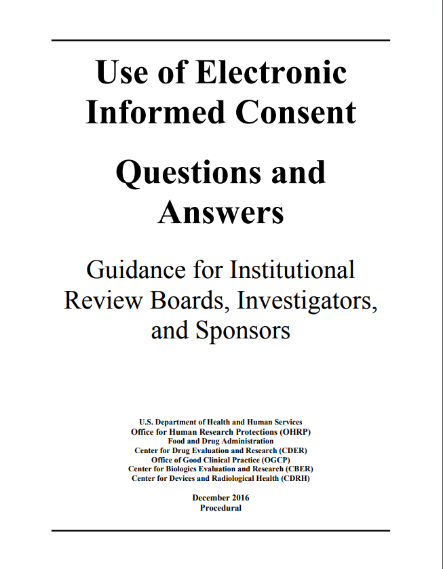 Use of Electronic
Informed Consent
Questions and
Answers
Guidance for Institutional
Review Boards, Investigators,
and Sponsors
U.S. Department of Health and Human Services
Office for Human Research Protections (OHRP)
Food and Drug Administration
Center for Drug Evaluation and Research (CDER)
Office of Good Clinical Practice (OGCP)
Center for Biologics Evaluation and Research (CBER)
Center for Devices and Radiological Health (CDRH)
December 2016
Procedural